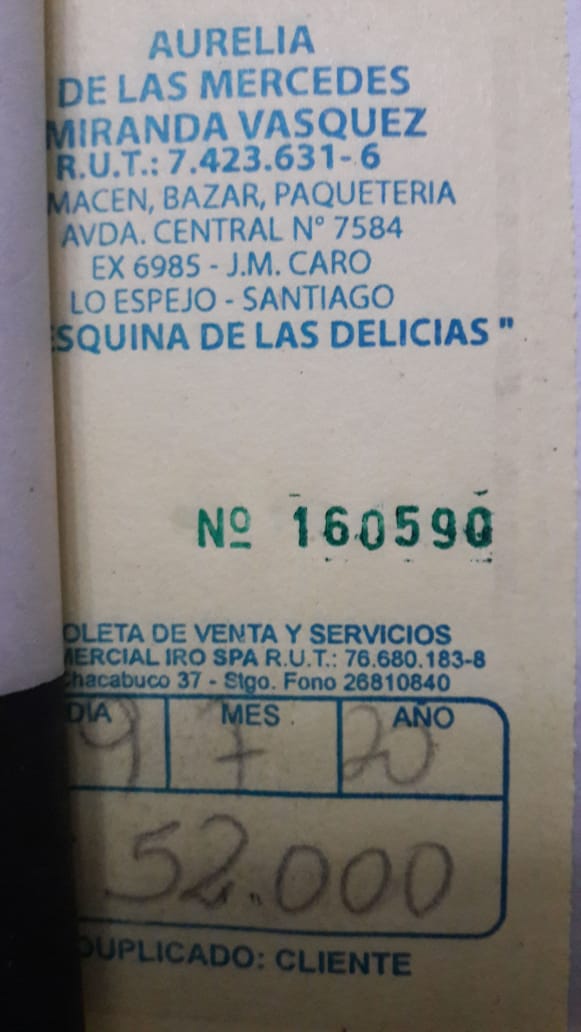 AURELIA
DE LAS MERCEDES
MIRANDA VASQUEZ
R.U.T.: 7.423.631-6
MACEN, BAZAR, PAQUETERIA
AVDA. CENTRAL N° 7584
EX 6985 - J.M. CARO
LO ESPEJO - SANTIAGO
ESQUINA DE LAS DELICIAS "
Nº 160590
OLETA DE VENTA Y SERVICIOS
MERCIAL IRO SPA R.U.T.: 76.680.183-8
Chacabuco 37 - Stgo. Fono 26810840
DIA MES AÑO
9 7 20
52.000
DUPLICADO: CLIENTE